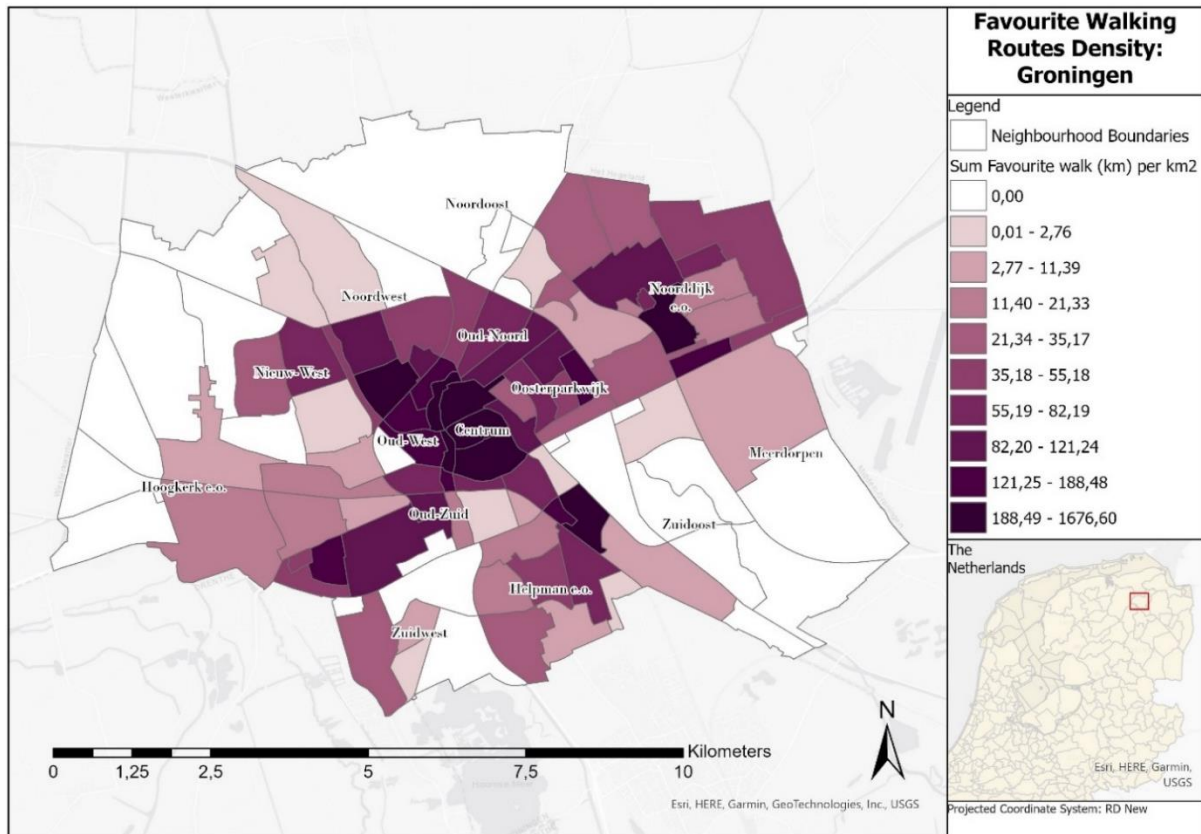 Favourite Walking
Routes Density:
Groningen
Legend
Neighbourhood Boundaries
Sum Favourite walk (km) per km2
0,00
0,01 - 2,76
2,77 - 11,39
11,40 - 21,33
21,34 - 35,17
35,18 - 55,18
55,19 - 82,19
82,20 - 121,24
121,25 - 188,48
188,49 - 1676,60
The
Netherlands
Esri, HERE, Garmin,
USGS
Projected Coordinate System: RD New
Noordoost
Noordwest
Noorddijk
e.o.
Oud-Noord
Nieuw-West
Oosterparkwijk
Centrum
Oud-West
Meerdorpen
Hoogkerk e.o.
Oud-Zuid
Zuidoost
Helpman e.o.
Zuidwest
N
Kilometers
0 1,25 2,5 5 7,5 10
Esri, HERE, Garmin, GeoTechnologies, Inc., USGS